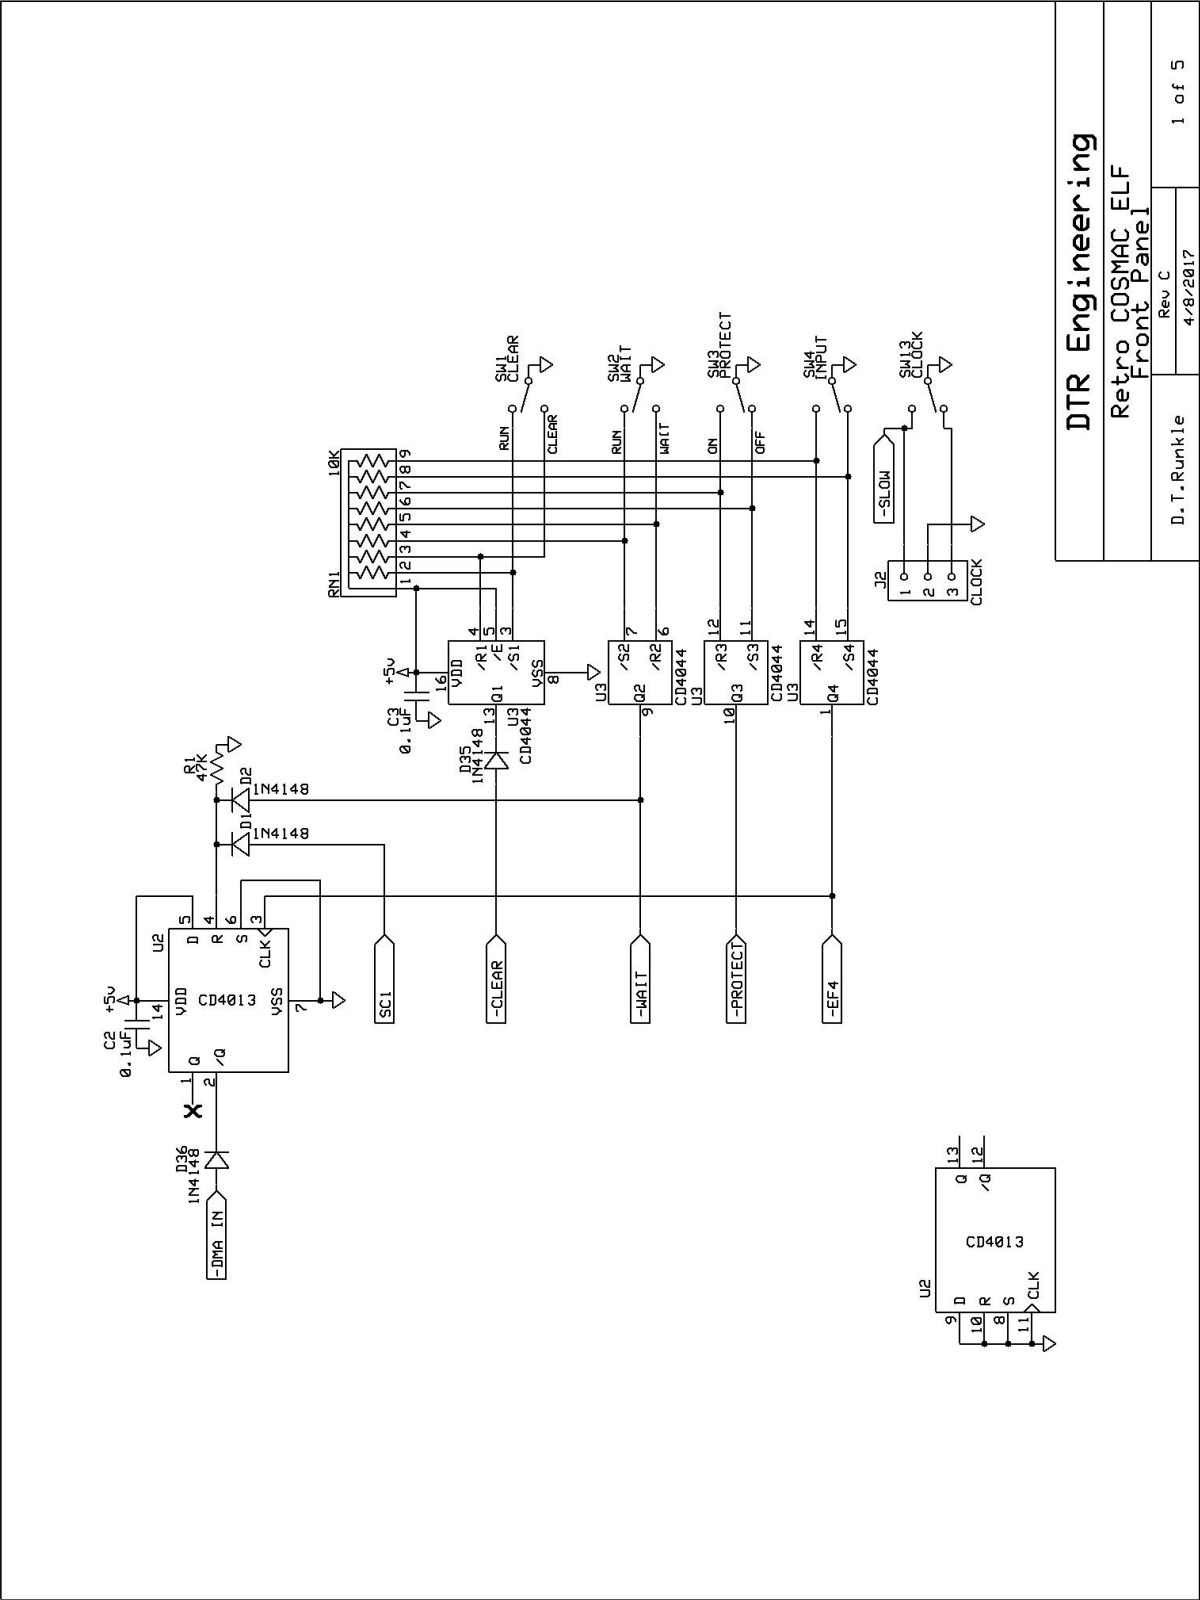 DTR Engineering
Retro COSMAC ELF
Front Panel
D.T.Runkle
Rev C
4/8/2017
1 of 5
-DMA IN
D36
1N4148
X
1
2
Q
/Q
U2
CD4013
VDD
14
VSS
7
D
5
R
4
S
6
CLK
3
+5v
C2
0.1uF
R1
47K
D1
1N4148
D2
1N4148
SC1
-CLEAR
-WAIT
-PROTECT
-EF4
D35
1N4148
U3
CD4044
13
Q1
16
VDD
VSS
8
/R1
4
/E
5
/S1
3
+5v
C3
0.1uF
RN1
10K
1
2
3
4
5
6
7
8
9
U3
CD4044
9
Q2
/S2
7
/R2
6
U3
CD4044
10
Q3
/R3
12
/S3
11
U3
CD4044
1
Q4
/R4
14
/S4
15
RUN
CLEAR
SW1
CLEAR
RUN
WAIT
SW2
WAIT
ON
OFF
SW3
PROTECT
SW4
INPUT
SW13
CLOCK
-SLOW
J2
1
2
3
CLOCK
U2
CD4013
9
D
10
R
8
S
11
CLK
Q
13
/Q
12